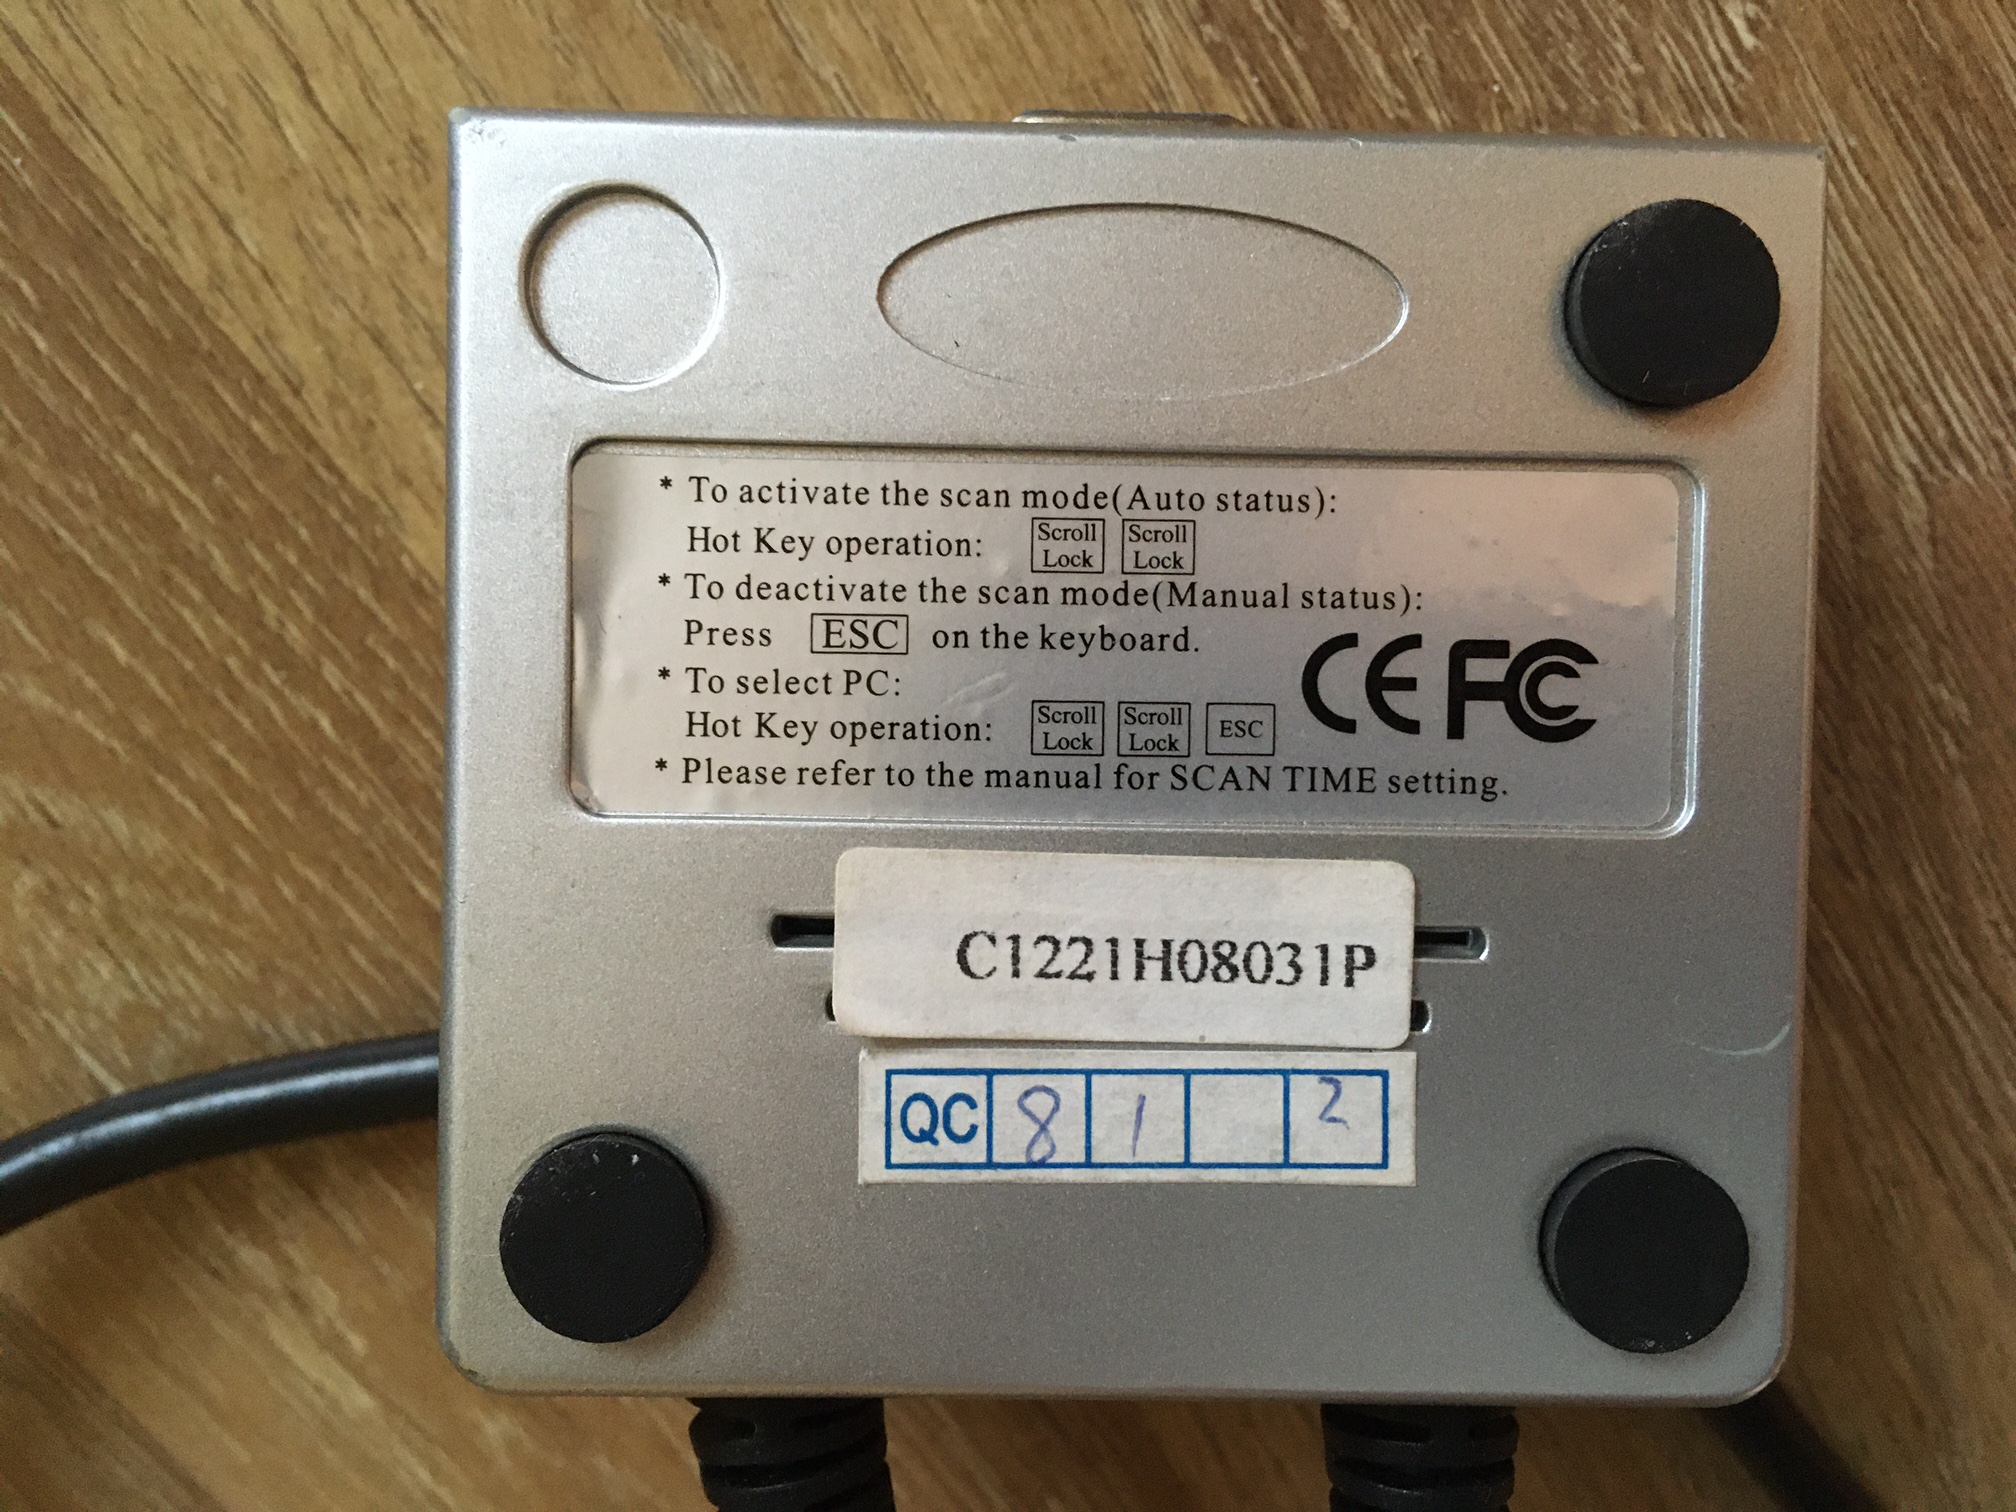 * To activate the scan mode(Auto status):
Hot Key operation: Scroll Lock Scroll Lock
* To deactivate the scan mode(Manual status):
Press ESC on the keyboard.
* To select PC:
Hot Key operation: Scroll Lock Scroll Lock ESC
CE FC
* Please refer to the manual for SCAN TIME setting.
C1221H08031P
QC 8 1 2